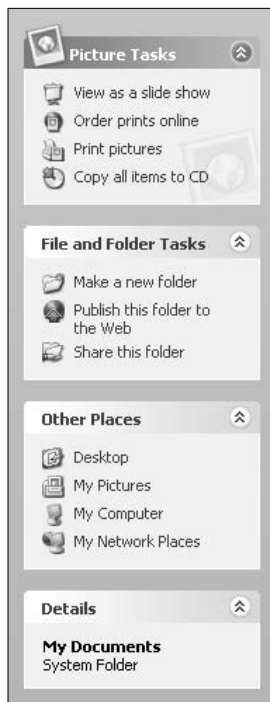 Picture Tasks
View as a slide show
Order prints online
Print pictures
Copy all items to CD
File and Folder Tasks
Make a new folder
Publish this folder to
the Web
Share this folder
Other Places
Desktop
My Pictures
My Computer
My Network Places
Details
My Documents
System Folder